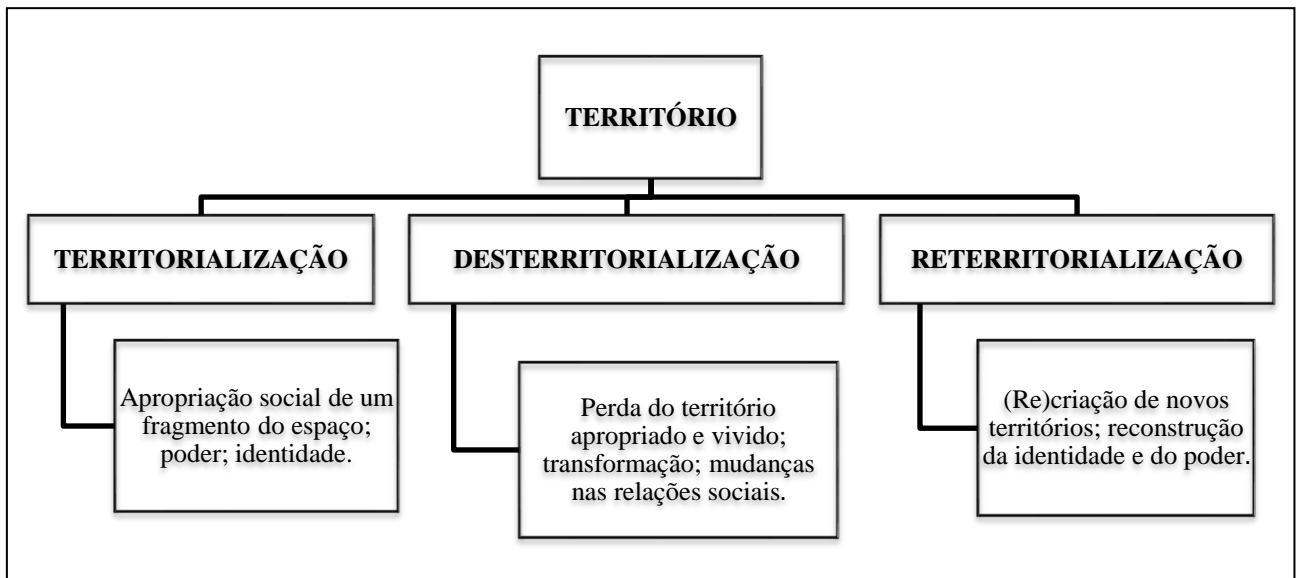 TERRITÓRIO
TERRITORIALIZAÇÃO
Apropriação social de um
fragmento do espaço;
poder; identidade.
DESTERRITORIALIZAÇÃO
Perda do território
apropriado e vivido;
transformação; mudanças
nas relações sociais.
RETERRITORIALIZAÇÃO
(Re)criação de novos
territórios; reconstrução
da identidade e do poder.